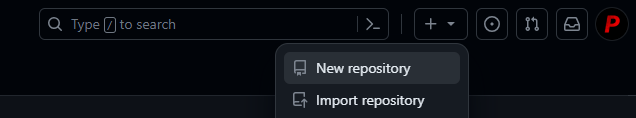 Type / to search
P
New repository
Import repository